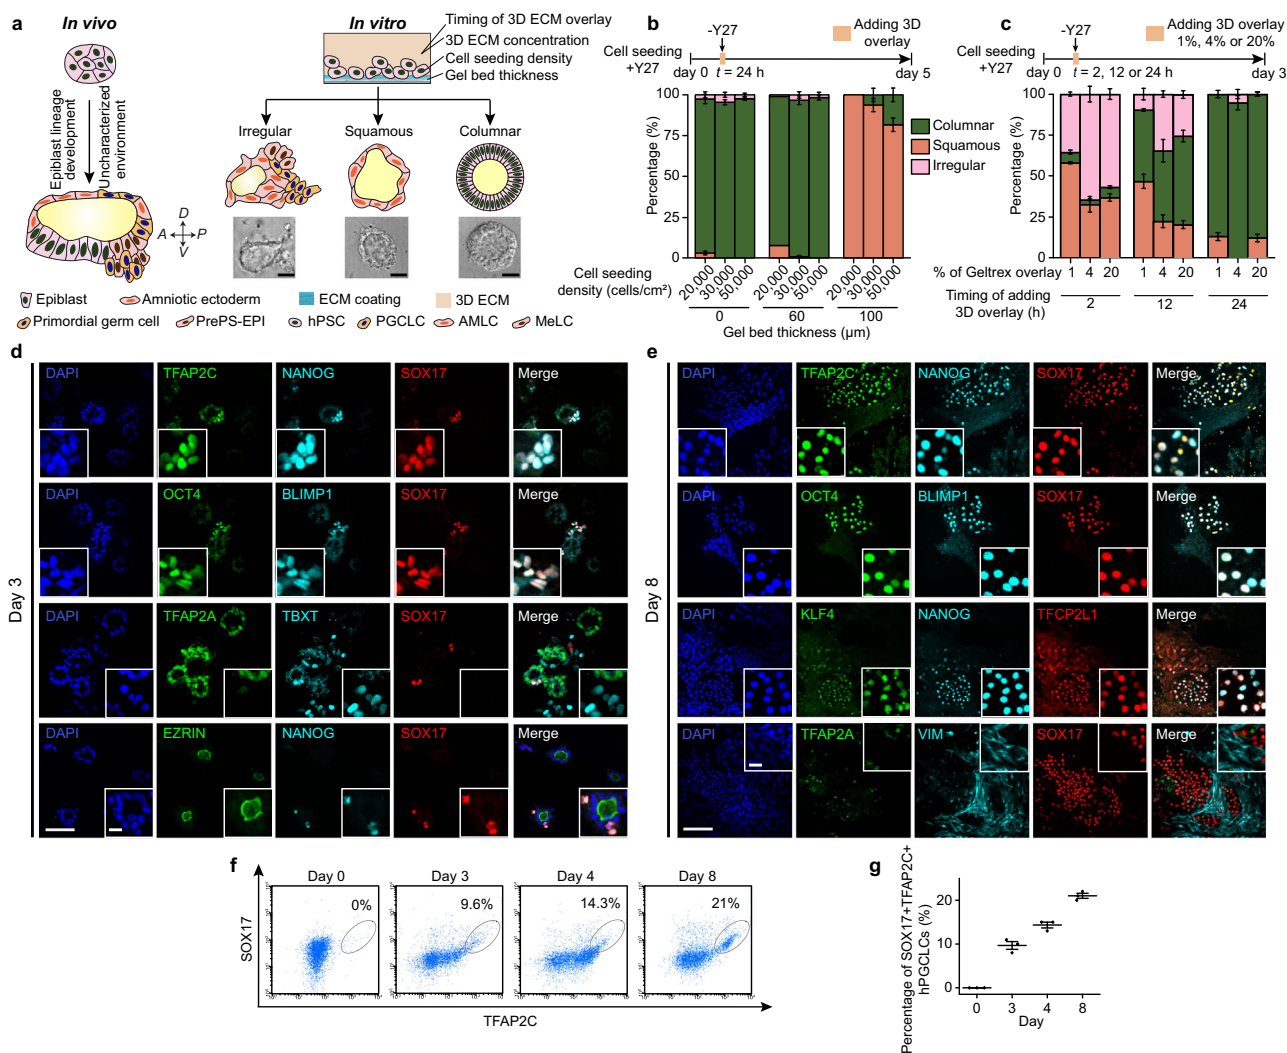 a
In vivo
In vitro
Timing of 3D ECM overlay
3D ECM concentration
Cell seeding density
Gel bed thickness
Epiblast lineage
development
Uncharacterized
environment
Irregular
Squamous
Columnar
D
A
P
V
Epiblast
Amniotic ectoderm
ECM coating
3D ECM
Primordial germ cell
PrePS-EPI
hPSC
PGCLC
AMLC
MeLC
b
-Y27
Adding 3D
overlay
Cell seeding
+Y27
day 0
t = 24 h
day 5
Percentage (%)
100
75
50
25
0
Columnar
Squamous
Irregular
Cell seeding
density (cells/cm²)
20,000
30,000
50,000
20,000
30,000
50,000
20,000
30,000
50,000
0
60
100
Gel bed thickness (µm)
c
-Y27
Adding 3D overlay
1%, 4% or 20%
Cell seeding
+Y27
day 0
t = 2, 12 or 24 h
day 3
Percentage (%)
100
75
50
25
0
% of Geltrex overlay
1 4 20 1 4 20 1 4 20
Timing of adding
3D overlay (h)
2
12
24
d
Day 3
DAPI TFAP2C NANOG SOX17 Merge
DAPI OCT4 BLIMP1 SOX17 Merge
DAPI TFAP2A TBXT SOX17 Merge
DAPI EZRIN NANOG SOX17 Merge
e
Day 8
DAPI TFAP2C NANOG SOX17 Merge
DAPI OCT4 BLIMP1 SOX17 Merge
DAPI KLF4 NANOG TFCP2L1 Merge
DAPI TFAP2A VIM SOX17 Merge
f
Day 0
Day 3
Day 4
Day 8
0%
9.6%
14.3%
21%
SOX17
TFAP2C
g
Percentage of SOX17+TFAP2C+
hPGCLCs (%)
20
10
0
0 3 4 8
Day